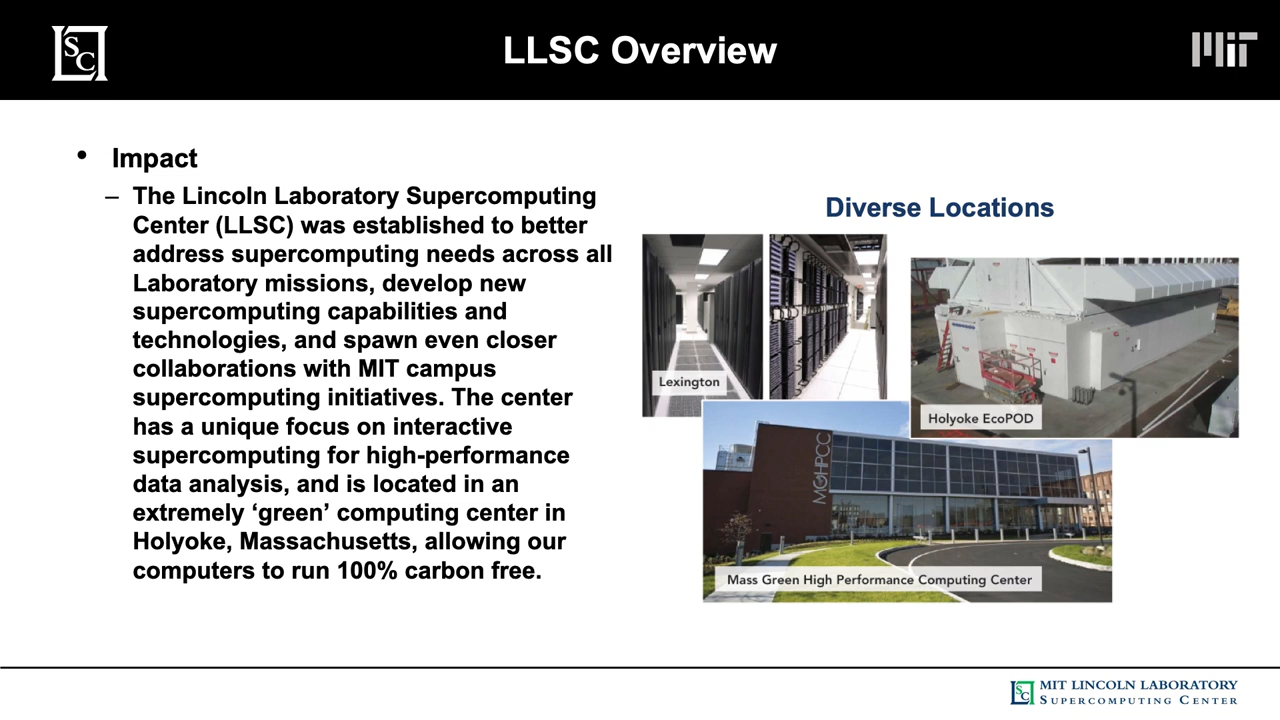 LSC
LLSC Overview
MIT
• Impact
– The Lincoln Laboratory Supercomputing
Center (LLSC) was established to better
address supercomputing needs across all
Laboratory missions, develop new
supercomputing capabilities and
technologies, and spawn even closer
collaborations with MIT campus
supercomputing initiatives. The center
has a unique focus on interactive
supercomputing for high-performance
data analysis, and is located in an
extremely ‘green’ computing center in
Holyoke, Massachusetts, allowing our
computers to run 100% carbon free.
Diverse Locations
Lexington
Holyoke EcoPOD
MGHPCC
Mass Green High Performance Computing Center
LSC MIT LINCOLN LABORATORY
SUPERCOMPUTING CENTER